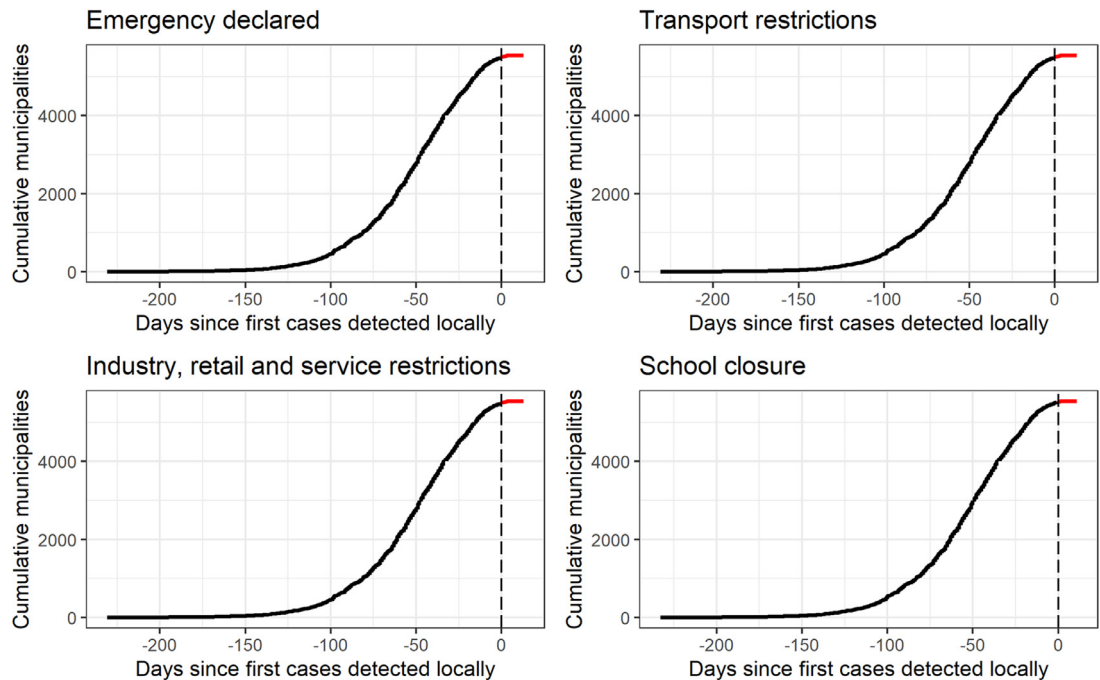 Emergency declared
Cumulative municipalities
4000
2000
0
-200
-150
-100
-50
0
Days since first cases detected locally
Transport restrictions
Cumulative municipalities
4000
2000
0
-200
-150
-100
-50
0
Days since first cases detected locally
Industry, retail and service restrictions
Cumulative municipalities
4000
2000
0
-200
-150
-100
-50
0
Days since first cases detected locally
School closure
Cumulative municipalities
4000
2000
0
-200
-150
-100
-50
0
Days since first cases detected locally